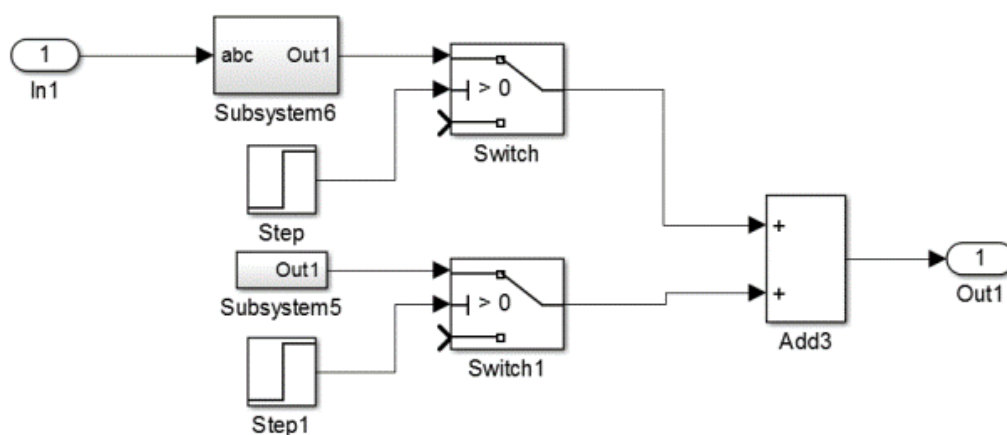 1
In1
abc
Out1
Subsystem6
> 0
Switch
Step
Out1
Subsystem5
> 0
Switch1
Step1
+
+
Add3
1
Out1